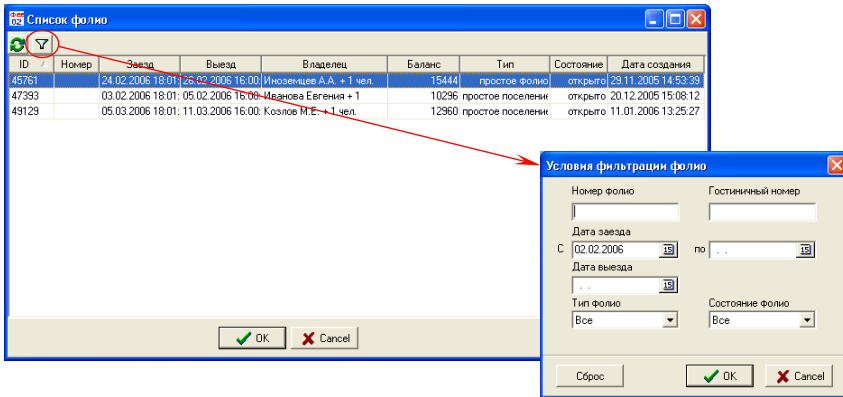 Фев 02 Список фолио
ID Номер Заезд Выезд Владелец Баланс Тип Состояние Дата создания
45761 24.02.2006 18:01: 26.02.2006 16:00: Иноземцев А.А. + 1 чел. 15444 простое фолио открыто 29.11.2005 14:53:39
47393 03.02.2006 18:01: 05.02.2006 16:00: Иванова Евгения + 1 10296 простое поселение открыто 20.12.2005 15:08:12
49129 05.03.2006 18:01: 11.03.2006 16:00: Козлов М.Е. + 1 чел. 12960 простое поселение открыто 11.01.2006 13:25:27
OK Cancel
Условия фильтрации фолио
Номер фолио Гостиничный номер
Дата заезда
С 02.02.2006 15 по . . 15
Дата выезда
. . 15
Тип фолио Состояние фолио
Все Все
Сброс OK Cancel